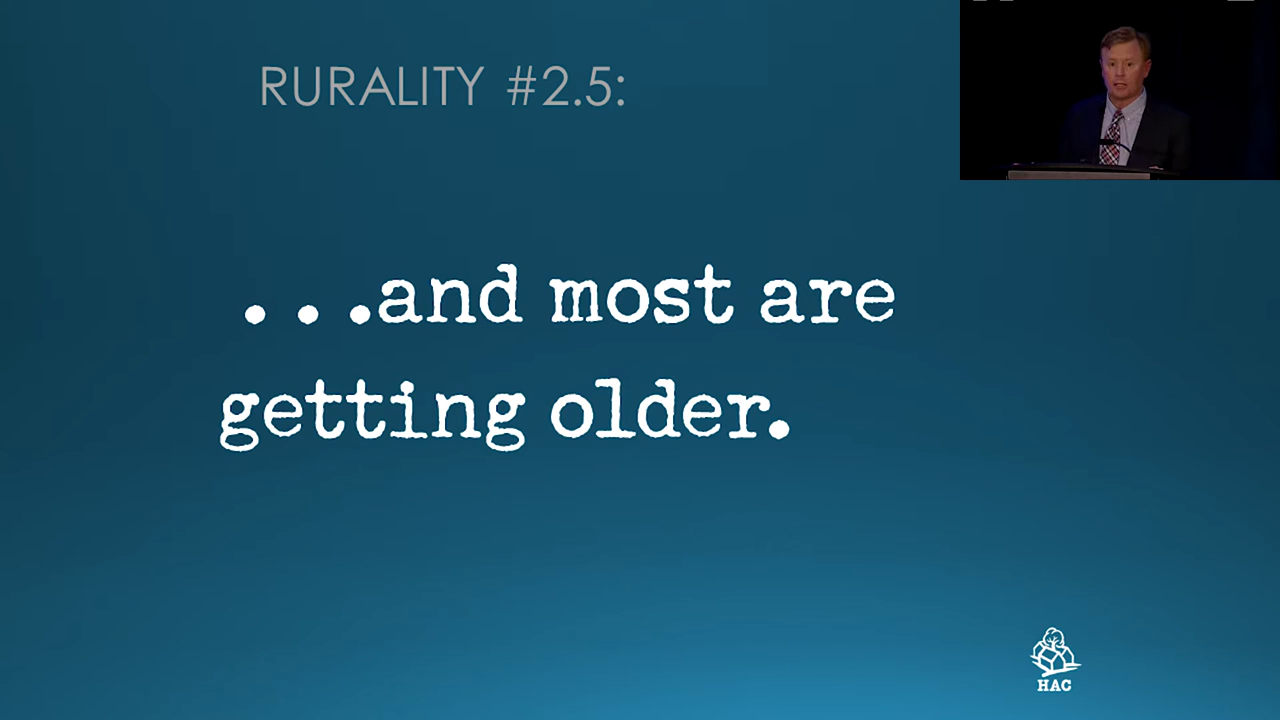 RURALITY #2.5:
. . .and most are
getting older.
HAC